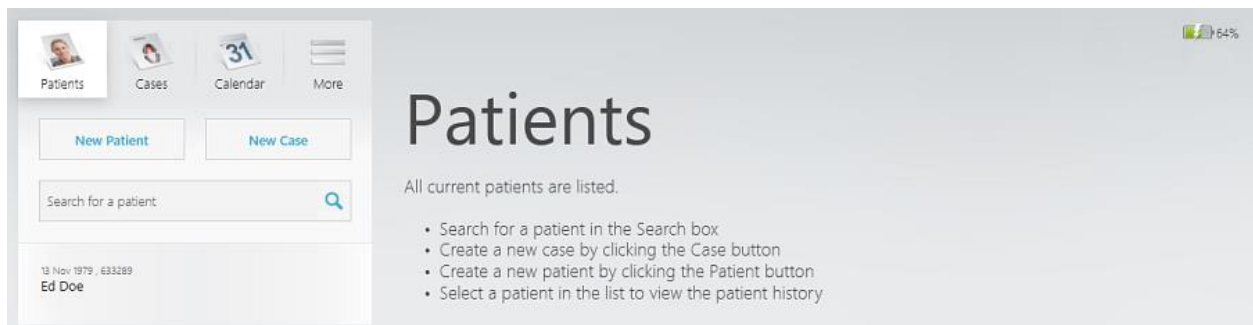 64%
31
Patients Cases Calendar More
New Patient New Case
Search for a patient
13 Nov 1979 , 633289
Ed Doe
Patients
All current patients are listed.
• Search for a patient in the Search box
• Create a new case by clicking the Case button
• Create a new patient by clicking the Patient button
• Select a patient in the list to view the patient history